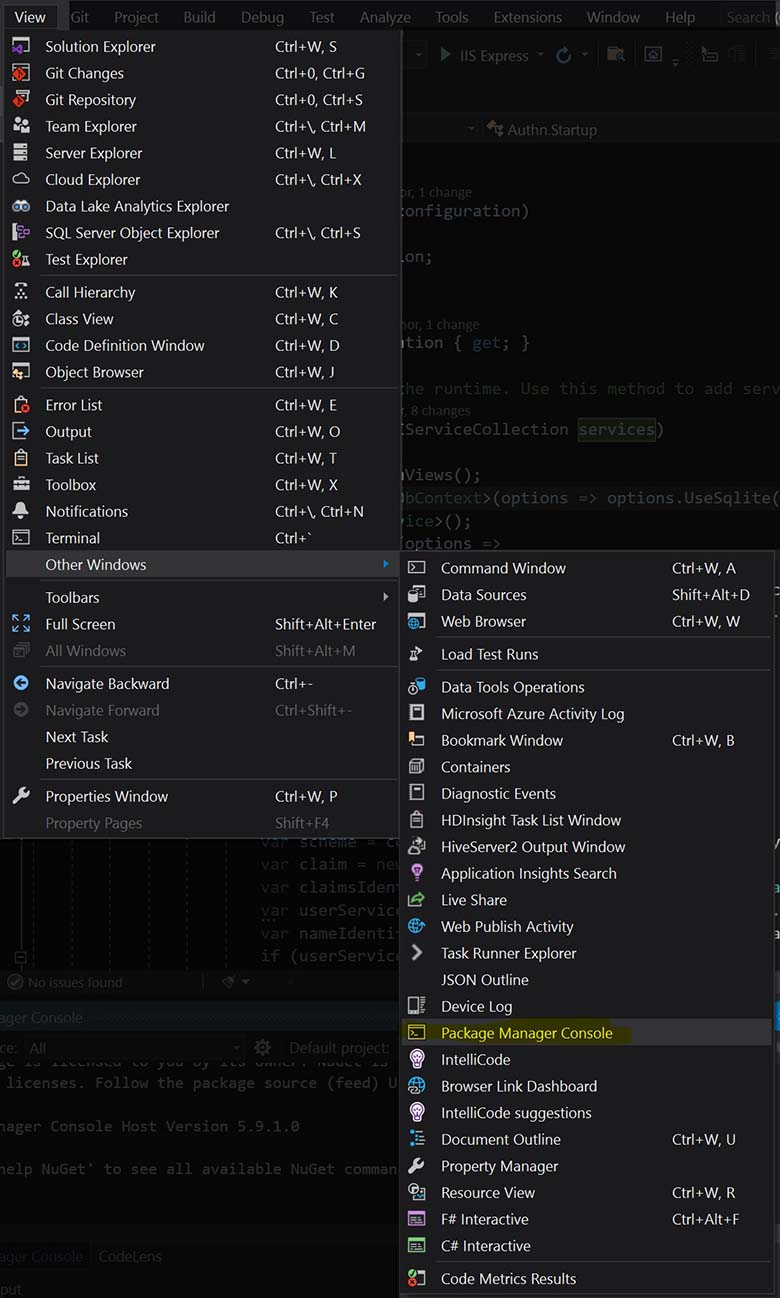 View Git Project Build Debug Test Analyze Tools Extensions Window Help Search (
Solution Explorer Ctrl+W, S
Git Changes Ctrl+0, Ctrl+G
IIS Express
Git Repository Ctrl+0, Ctrl+S
Team Explorer Ctrl+\, Ctrl+M
Authn.Startup
Server Explorer Ctrl+W, L
Cloud Explorer Ctrl+\, Ctrl+X
or, 1 change
Data Lake Analytics Explorer
onfiguration)
SQL Server Object Explorer Ctrl+\, Ctrl+S
Test Explorer
ion;
Call Hierarchy Ctrl+W, K
Class View Ctrl+W, C
or, 1 change
Code Definition Window Ctrl+W, D
ation { get; }
Object Browser Ctrl+W, J
he runtime. Use this method to add serv
Error List Ctrl+W, E
, 8 changes
Output Ctrl+W, O
ServiceCollection services)
Task List Ctrl+W, T
Toolbox Ctrl+W, X
Views();
bContext>(options => options.UseSqlite(
Notifications Ctrl+\, Ctrl+N
ice>();
Terminal Ctrl+`
options =>
Other Windows
Toolbars
Full Screen Shift+Alt+Enter
All Windows Shift+Alt+M
Navigate Backward Ctrl+-
Navigate Forward Ctrl+Shift+-
Next Task
Previous Task
Properties Window Ctrl+W, P
Property Pages Shift+F4
Command Window Ctrl+W, A
Data Sources Shift+Alt+D
Web Browser Ctrl+W, W
Load Test Runs
Data Tools Operations
Microsoft Azure Activity Log
Bookmark Window Ctrl+W, B
Containers
Diagnostic Events
HDInsight Task List Window
HiveServer2 Output Window
Application Insights Search
Live Share
Web Publish Activity
Task Runner Explorer
JSON Outline
Device Log
Package Manager Console
IntelliCode
Browser Link Dashboard
IntelliCode suggestions
Document Outline Ctrl+W, U
Property Manager
Resource View Ctrl+W, R
F# Interactive Ctrl+Alt+F
C# Interactive
Code Metrics Results
var scheme = co
var claim = new
var claimsIdent
var userService
var nameIdentit
if (userServic
No issues found
ager Console
ce: All Default project:
ge is licensed to you by its owner. NuGet is
licenses. Follow the package source (feed) U
nager Console Host Version 5.9.1.0
help NuGet' to see all available NuGet comman
ager Console CodeLens
put